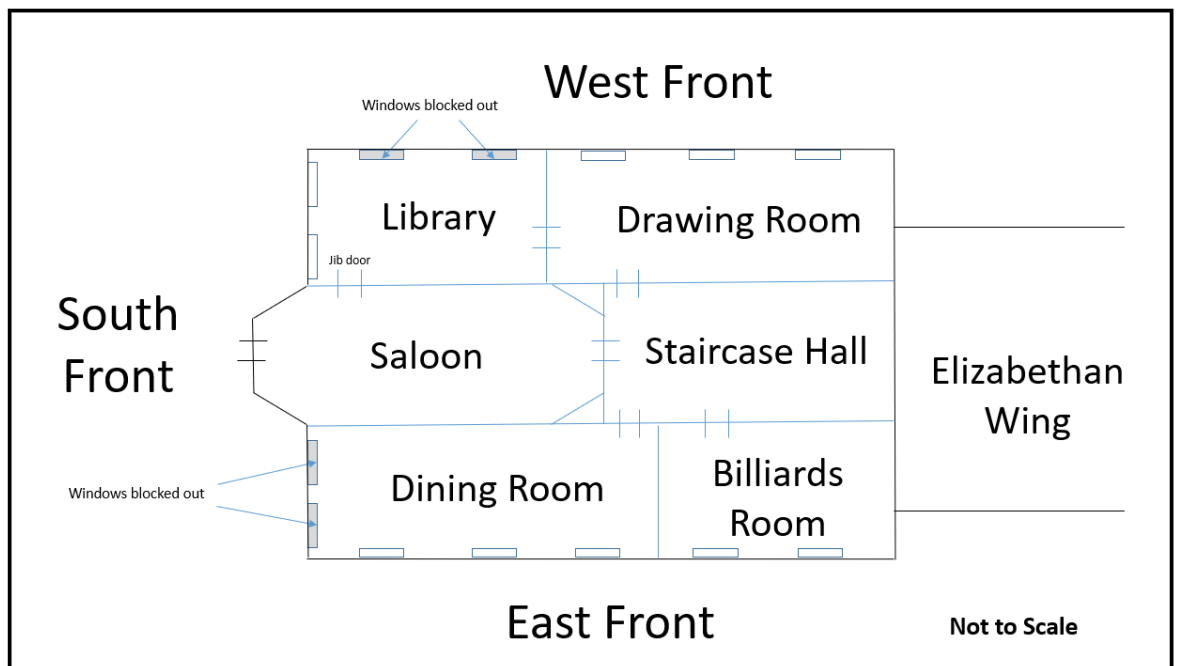 West Front
Windows blocked out
Library
Drawing Room
Jib door
South
Front
Saloon
Staircase Hall
Elizabethan
Wing
Windows blocked out
Dining Room
Billiards
Room
East Front
Not to Scale